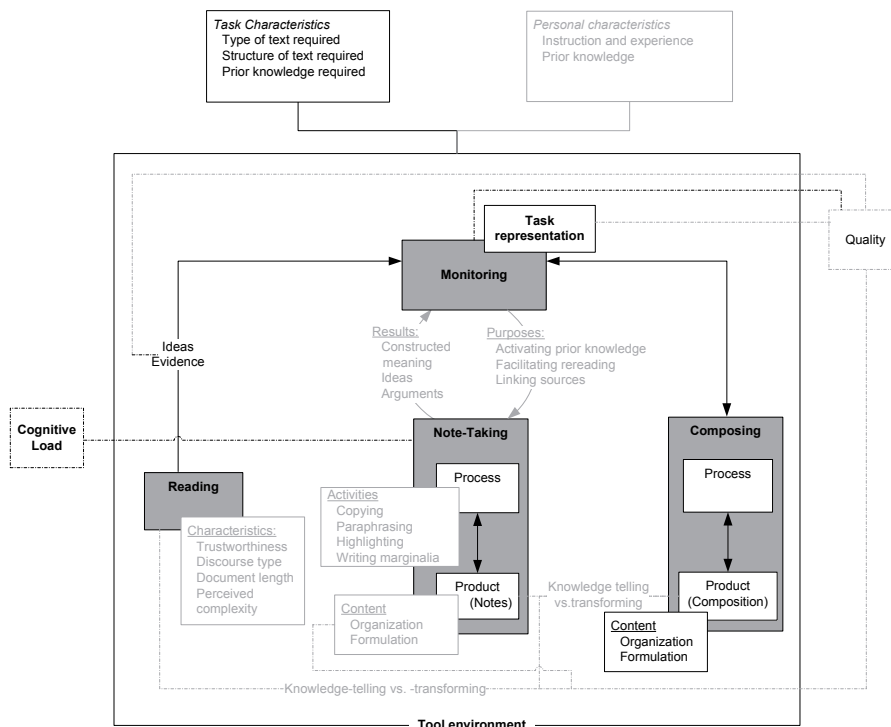 Task Characteristics
Type of text required
Structure of text required
Prior knowledge required
Personal characteristics
Instruction and experience
Prior knowledge
Task
representation
Quality
Monitoring
Ideas
Evidence
Results:
Constructed
meaning
Ideas
Arguments
Purposes:
Activating prior knowledge
Facilitating rereading
Linking sources
Cognitive
Load
Note-Taking
Composing
Reading
Process
Process
Activities
Copying
Paraphrasing
Highlighting
Writing marginalia
Characteristics:
Trustworthiness
Discourse type
Document length
Perceived
complexity
Product
(Notes)
Knowledge telling
vs.transforming
Product
(Composition)
Content
Organization
Formulation
Content
Organization
Formulation
Knowledge-telling vs. -transforming
Tool environment